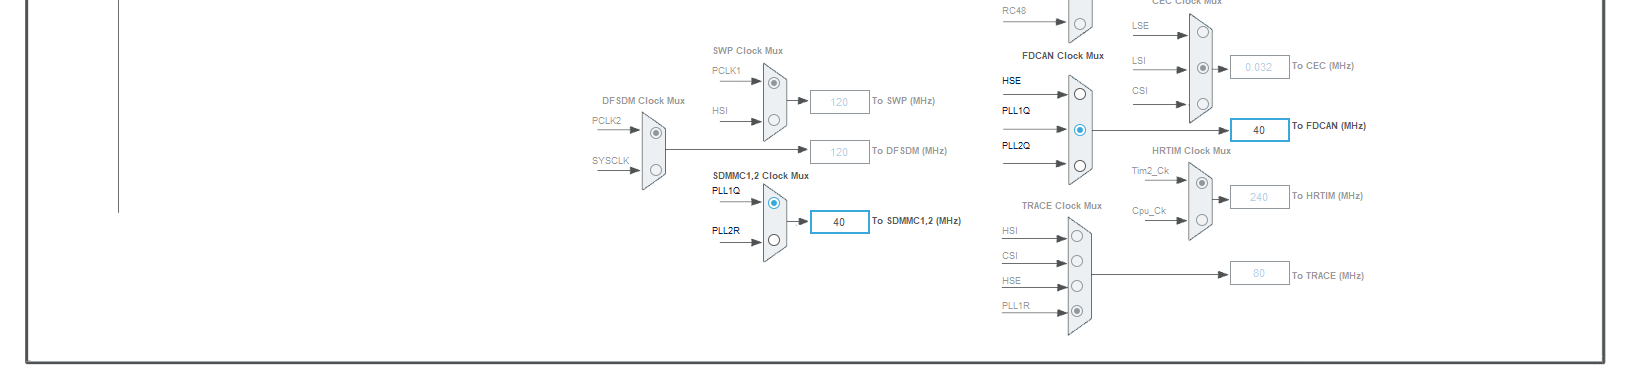 CEC Clock Mux
RC48
LSE
SWP Clock Mux
FDCAN Clock Mux
PCLK1
LSI
0.032
To CEC (MHz)
HSE
CSI
DFSDM Clock Mux
120
To SWP (MHz)
HSI
PLL1Q
PCLK2
40
To FDCAN (MHz)
PLL2Q
120
To DFSDM (MHz)
HRTIM Clock Mux
SYSCLK
Tim2_Ck
SDMMC1,2 Clock Mux
PLL1Q
240
To HRTIM (MHz)
TRACE Clock Mux
Cpu_Ck
40
To SDMMC1,2 (MHz)
PLL2R
HSI
CSI
80
To TRACE (MHz)
HSE
PLL1R